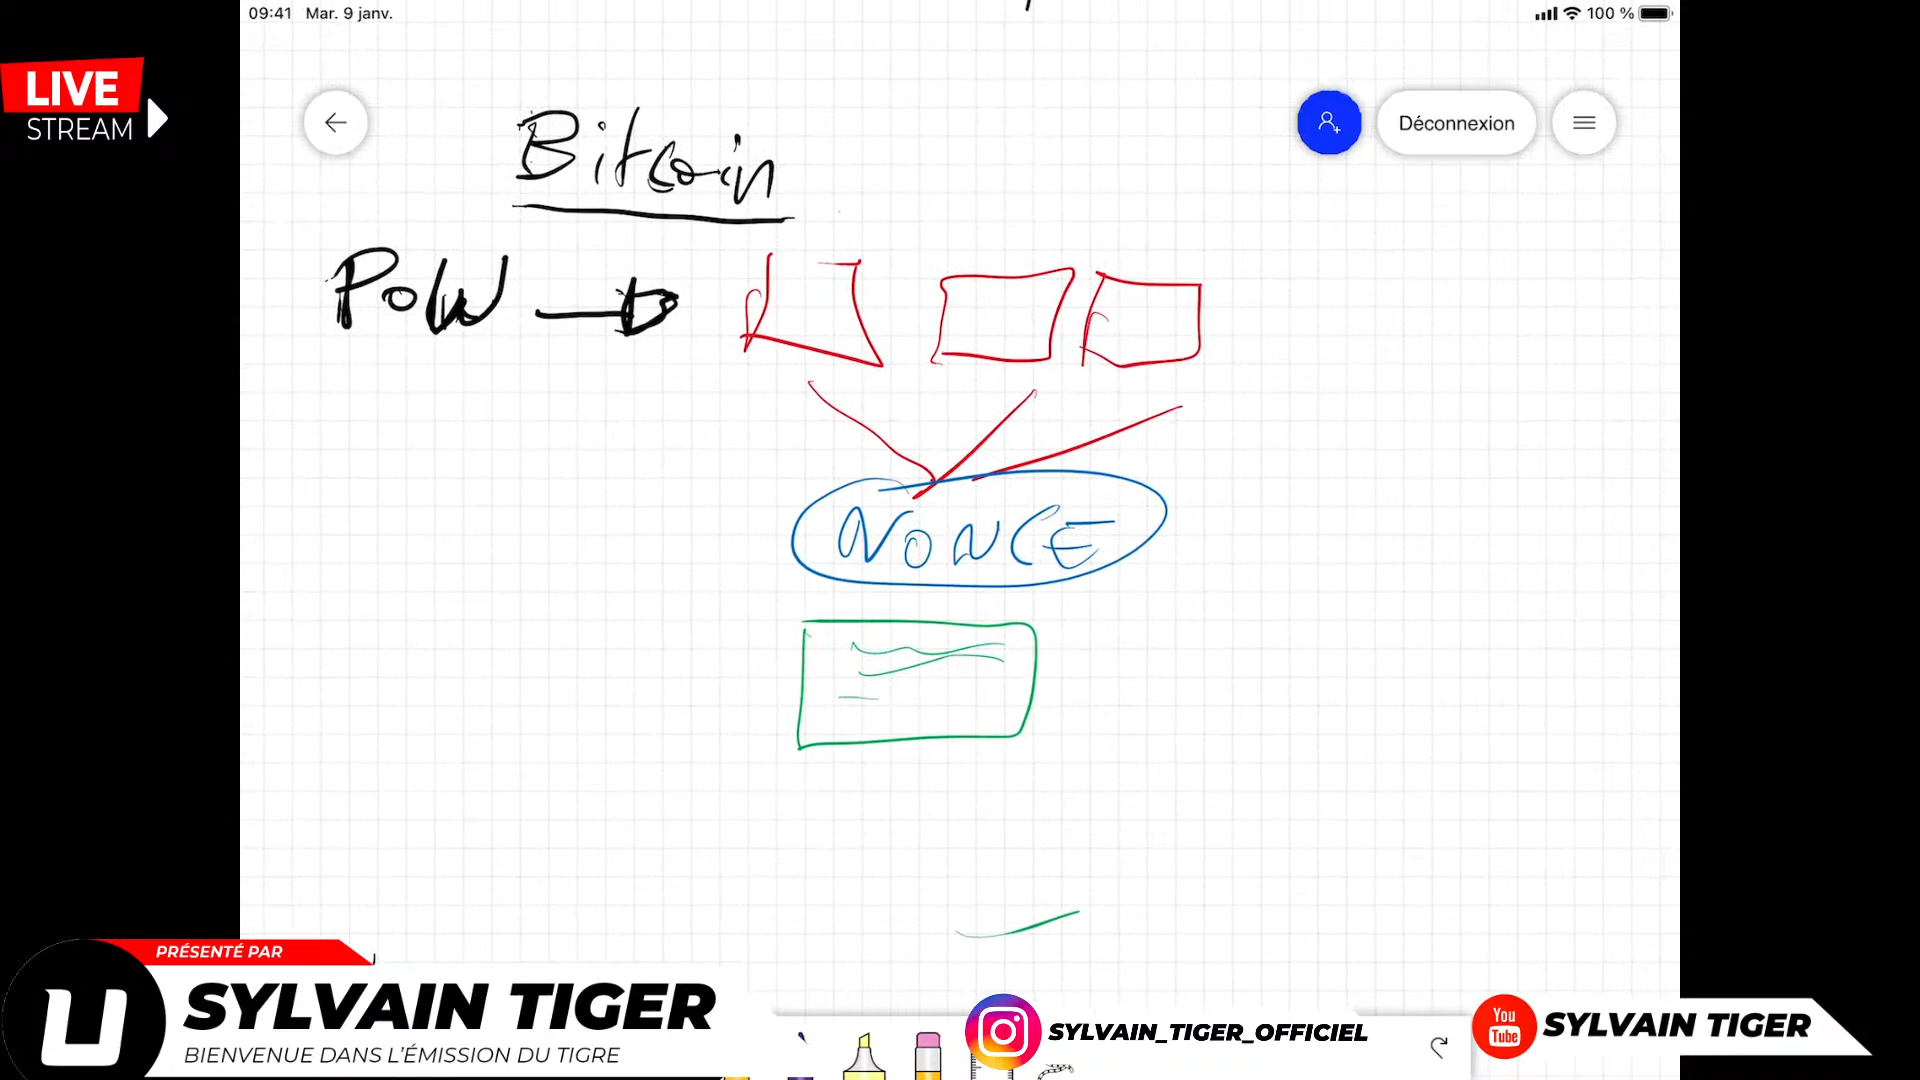 09:41 Mar. 9 janv. 100 %
LIVE
STREAM
Déconnexion
Bitcoin
PoW
NONCE
PRÉSENTÉ PAR
SYLVAIN TIGER
BIENVENUE DANS L'ÉMISSION DU TIGRE
SYLVAIN_TIGER_OFFICIEL
You
Tube
SYLVAIN TIGER